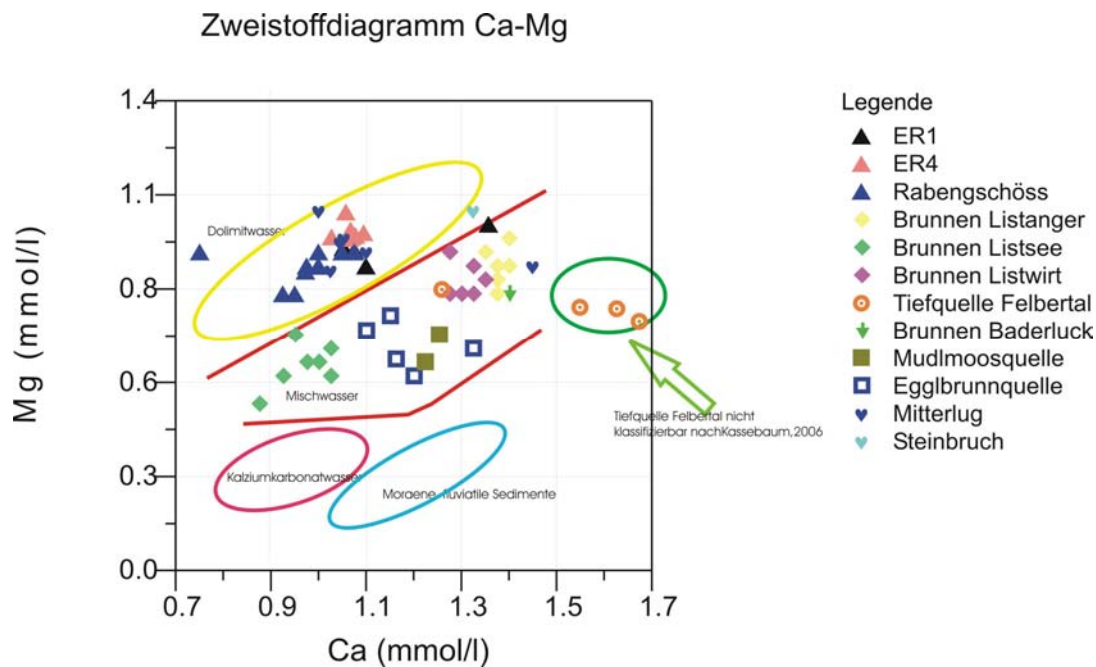 Zweistoffdiagramm Ca-Mg
Mg (mmol/l)
1.4
1.1
0.8
0.6
0.3
0.0
0.7
0.9
1.1
1.3
1.5
1.7
Ca (mmol/l)
Dolimitwasser
Mischwasser
Kalziumkarbonatwasser
Moraene, fluviatile Sedimente
Tiefquelle Felbertal nicht
klassifizierbar nachKassebaum,2006
Legende
ER1
ER4
Rabengschöss
Brunnen Listanger
Brunnen Listsee
Brunnen Listwirt
Tiefquelle Felbertal
Brunnen Baderluck
Mudlmoosquelle
Egglbrunnquelle
Mitterlug
Steinbruch